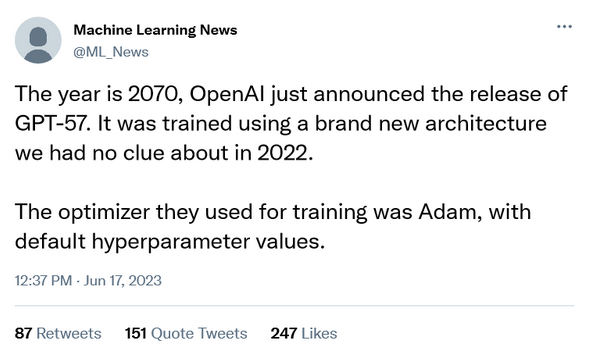 Machine Learning News
@ML_News
The year is 2070, OpenAI just announced the release of
GPT-57. It was trained using a brand new architecture
we had no clue about in 2022.
The optimizer they used for training was Adam, with
default hyperparameter values.
12:37 PM · Jun 17, 2023
87 Retweets 151 Quote Tweets 247 Likes